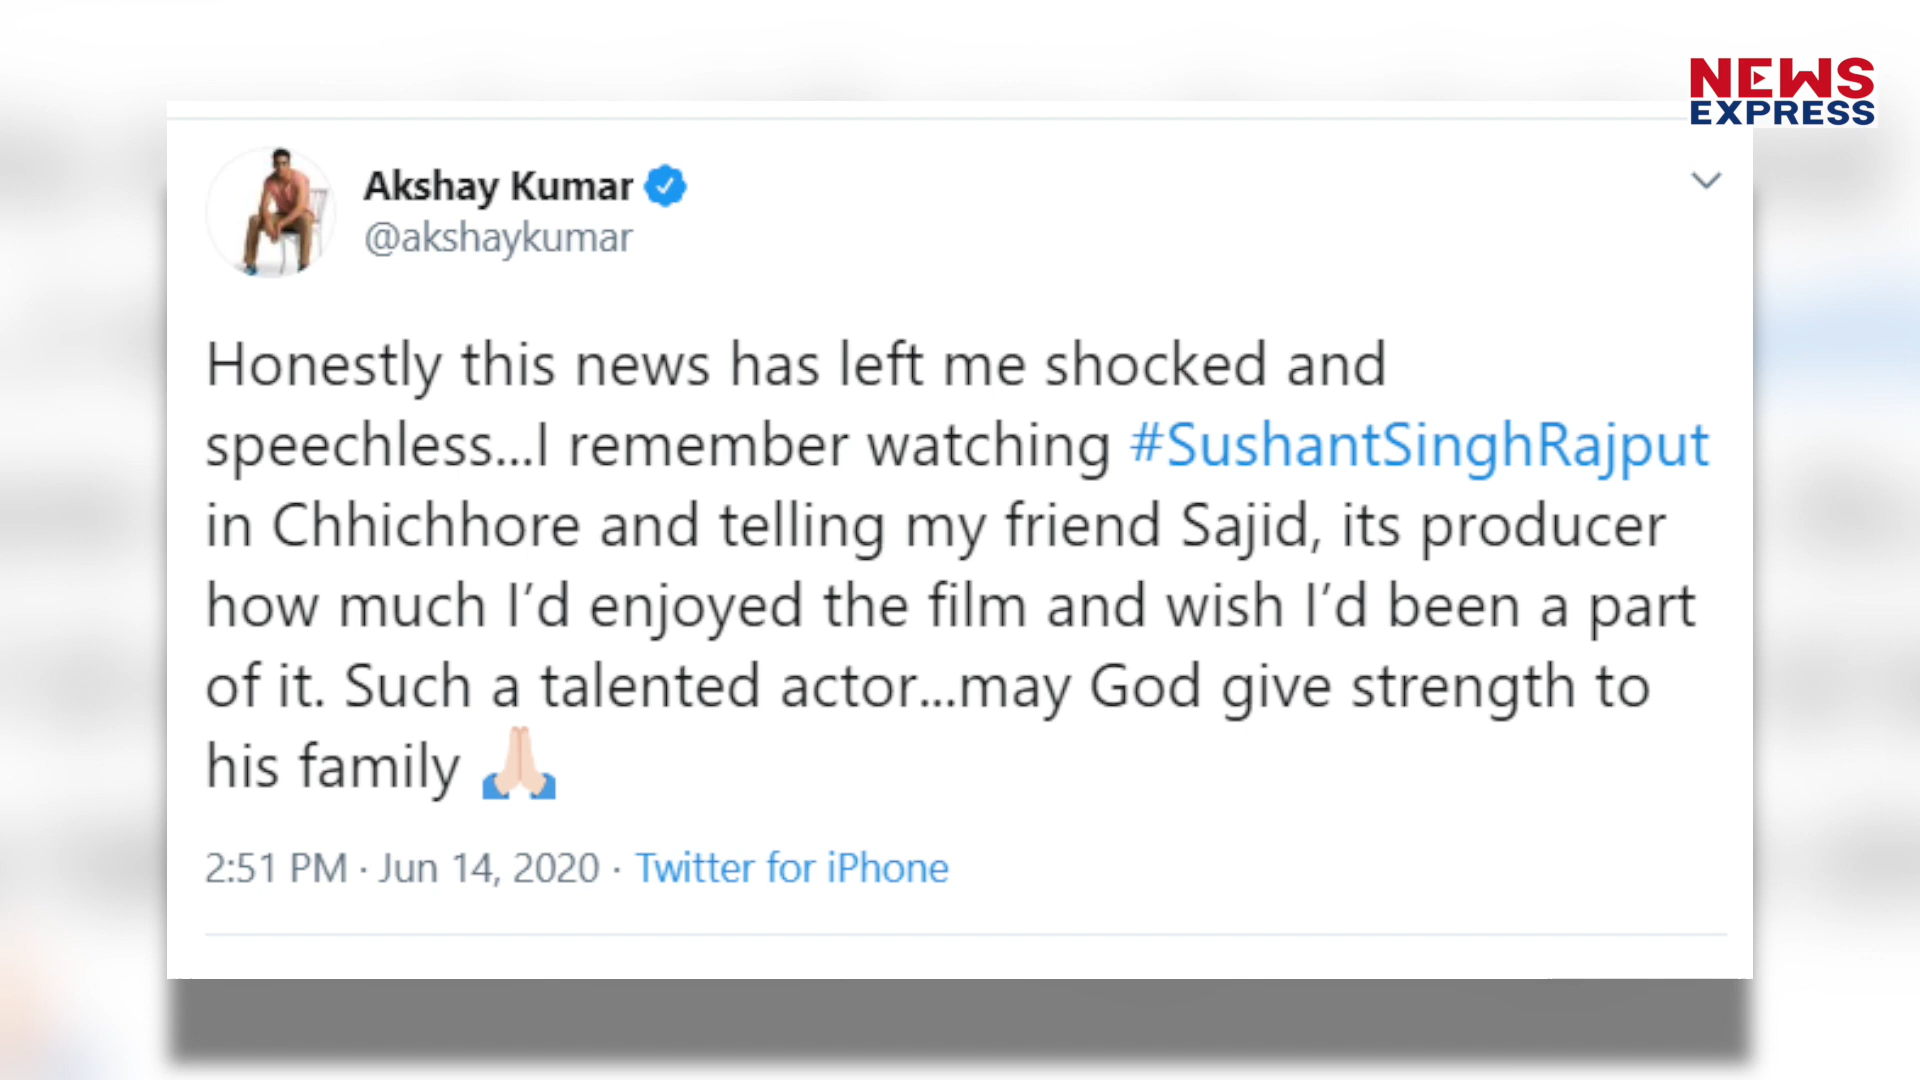 NEWS
EXPRESS
Akshay Kumar
@akshaykumar
Honestly this news has left me shocked and
speechless...I remember watching #SushantSinghRajput
in Chhichhore and telling my friend Sajid, its producer
how much I’d enjoyed the film and wish I’d been a part
of it. Such a talented actor...may God give strength to
his family 🙏🏻
2:51 PM · Jun 14, 2020 · Twitter for iPhone